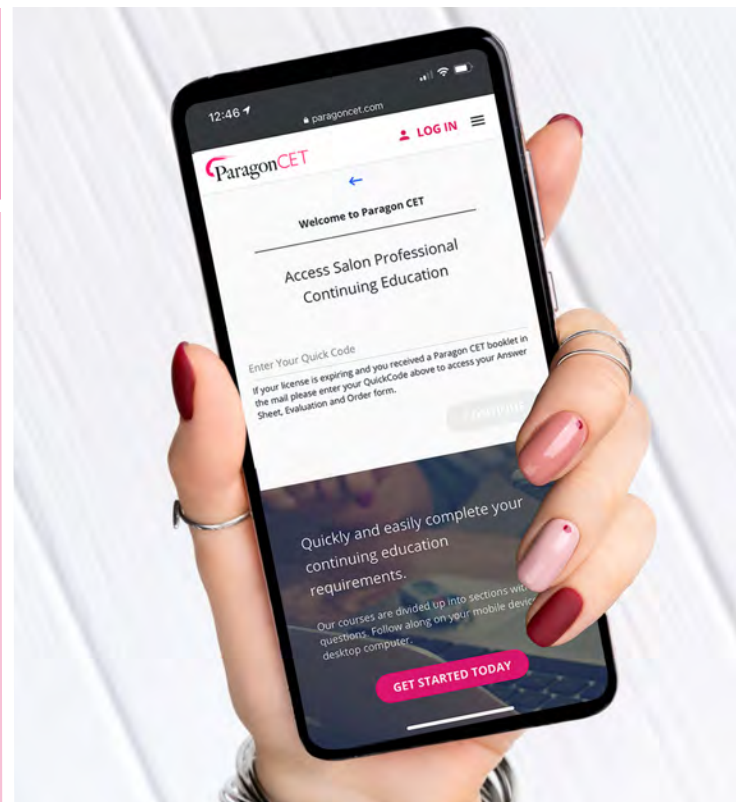 12:46
paragoncet.com
ParagonCET
LOG IN
Welcome to Paragon CET
Access Salon Professional
Continuing Education
Enter Your Quick Code
If your license is expiring and you received a Paragon CET booklet in
the mail please enter your QuickCode above to access your Answer
Sheet, Evaluation and Order form.
Quickly and easily complete your
continuing education
requirements.
Our courses are divided up into sections
questions. Follow along on your mobile
desktop computer.
GET STARTED TODAY